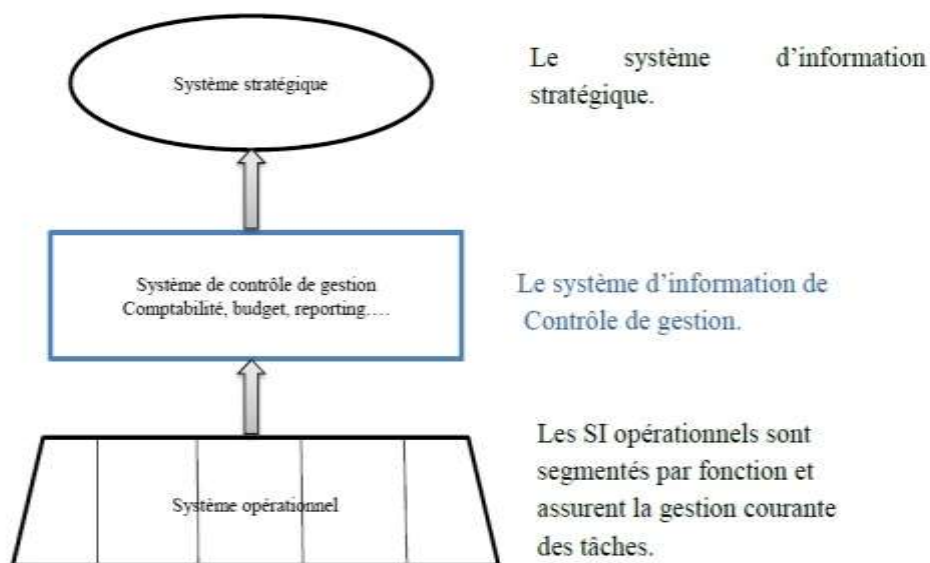 Système stratégique
Le système d’information
stratégique.
Système de contrôle de gestion
Comptabilité, budget, reporting….
Le système d’information de
Contrôle de gestion.
Système opérationnel
Les SI opérationnels sont
segmentés par fonction et
assurent la gestion courante
des tâches.